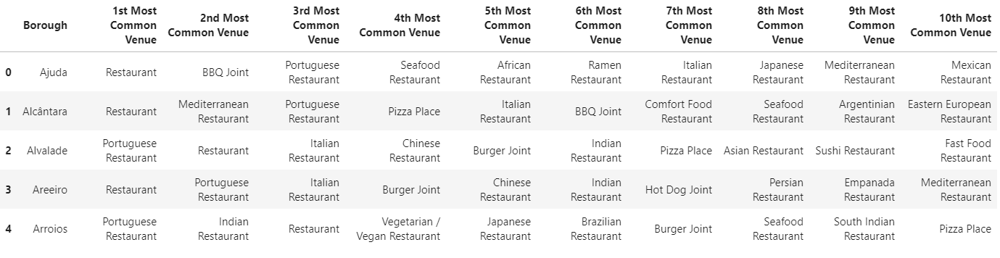 Borough 1st Most Common Venue 2nd Most Common Venue 3rd Most Common Venue 4th Most Common Venue 5th Most Common Venue 6th Most Common Venue 7th Most Common Venue 8th Most Common Venue 9th Most Common Venue 10th Most Common Venue
0 Ajuda Restaurant BBQ Joint Portuguese Restaurant Seafood Restaurant African Restaurant Ramen Restaurant Italian Restaurant Japanese Restaurant Mediterranean Restaurant Mexican Restaurant
1 Alcântara Restaurant Mediterranean Restaurant Portuguese Restaurant Pizza Place Italian Restaurant BBQ Joint Comfort Food Restaurant Seafood Restaurant Argentinian Restaurant Eastern European Restaurant
2 Alvalade Portuguese Restaurant Restaurant Italian Restaurant Chinese Restaurant Burger Joint Indian Restaurant Pizza Place Asian Restaurant Sushi Restaurant Fast Food Restaurant
3 Areeiro Restaurant Portuguese Restaurant Italian Restaurant Burger Joint Chinese Restaurant Indian Restaurant Hot Dog Joint Persian Restaurant Empanada Restaurant Mediterranean Restaurant
4 Arroios Portuguese Restaurant Indian Restaurant Restaurant Vegetarian / Vegan Restaurant Japanese Restaurant Brazilian Restaurant Burger Joint Seafood Restaurant South Indian Restaurant Pizza Place